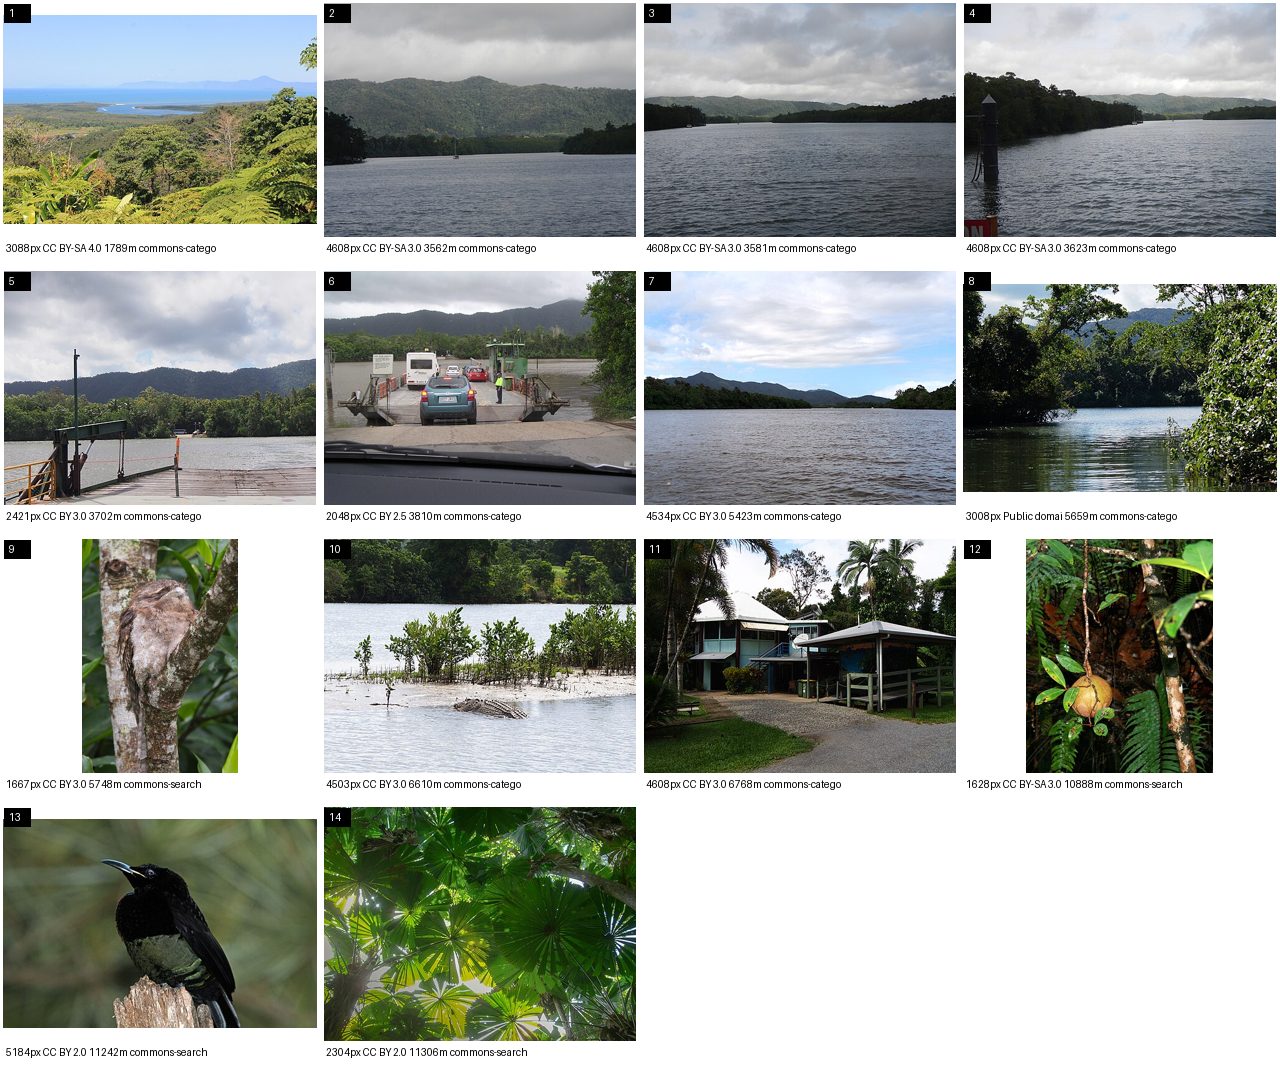 1
2
3
4
3088px CC BY-SA 4.0 1789m commons-catego
4608px CC BY-SA 3.0 3562m commons-catego
4608px CC BY-SA 3.0 3581m commons-catego
4608px CC BY-SA 3.0 3623m commons-catego
5
6
7
8
2421px CC BY 3.0 3702m commons-catego
2048px CC BY 2.5 3810m commons-catego
4534px CC BY 3.0 5423m commons-catego
3008px Public domai 5659m commons-catego
9
10
11
12
1667px CC BY 3.0 5748m commons-search
4503px CC BY 3.0 6610m commons-catego
4608px CC BY 3.0 6768m commons-catego
1628px CC BY-SA 3.0 10888m commons-search
13
14
5184px CC BY 2.0 11242m commons-search
2304px CC BY 2.0 11306m commons-search